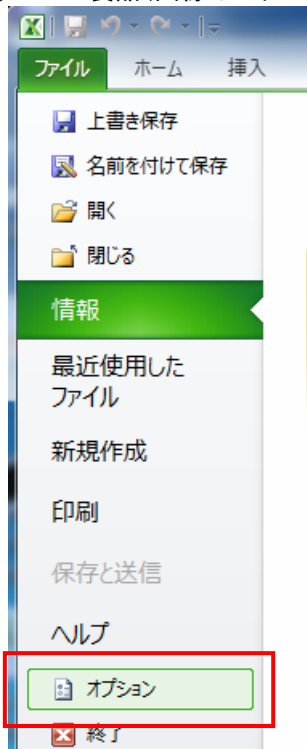 ファイル ホーム 挿入
上書き保存
名前を付けて保存
開く
閉じる
情報
最近使用した
ファイル
新規作成
印刷
保存と送信
ヘルプ
オプション
終了